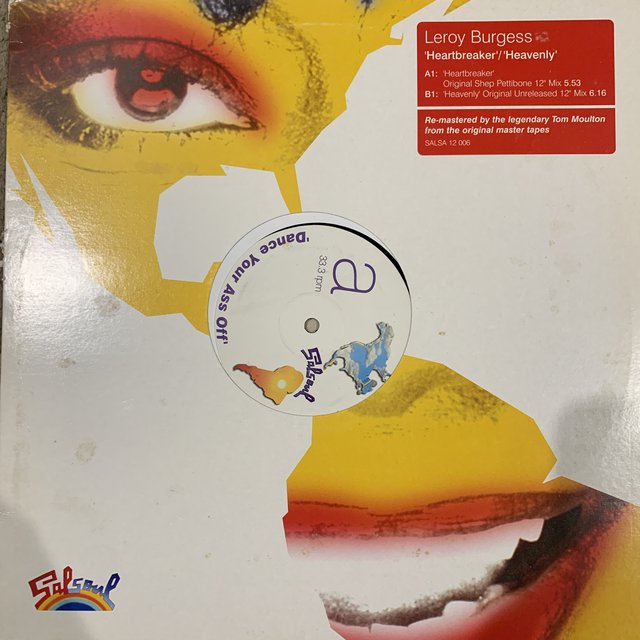 Leroy Burgess
'Heartbreaker'/'Heavenly'
A1: 'Heartbreaker'
Original Shep Pettibone 12" Mix 5.53
B1: 'Heavenly' Original Unreleased 12" Mix 6.16
Re-mastered by the legendary Tom Moulton
from the original master tapes
SALSA 12 006
'Dance Your Ass Off'
a
33.3 rpm
Salsoul
Salsoul